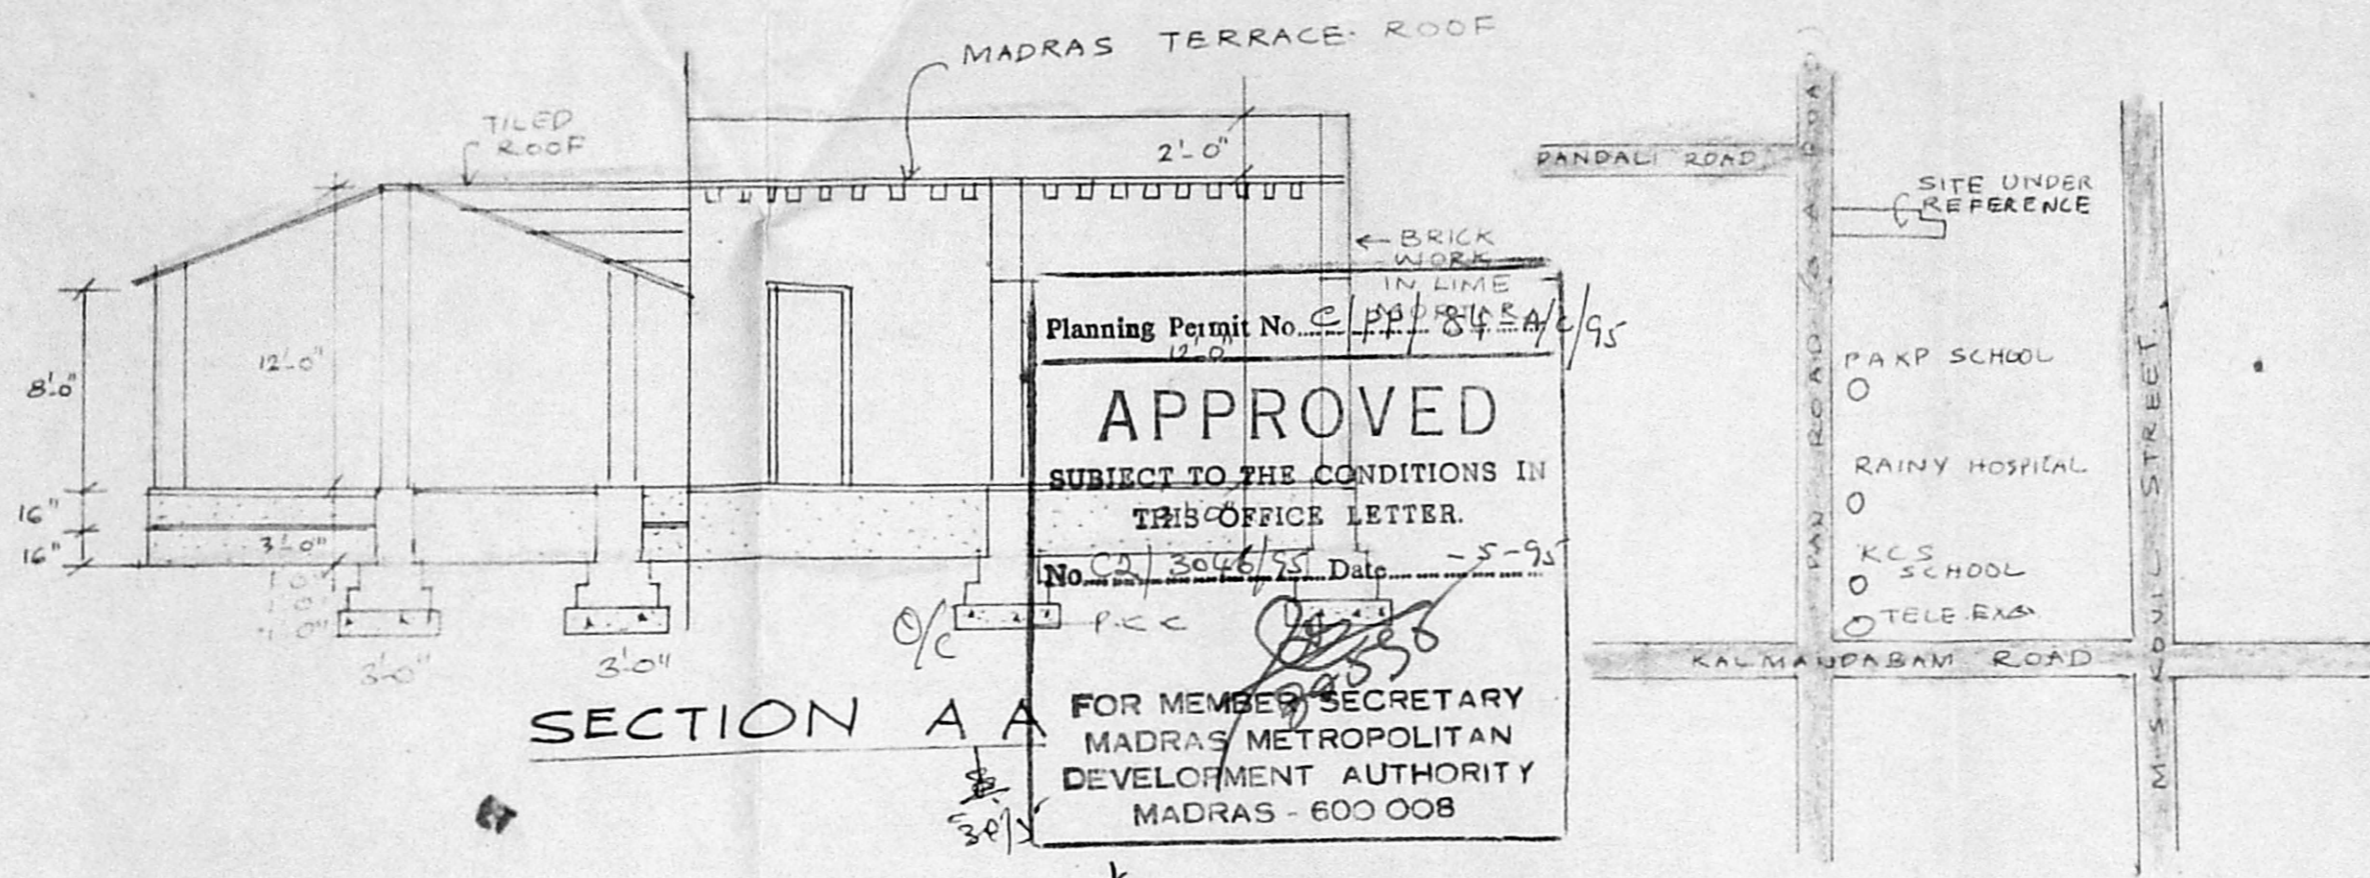 MADRAS TERRACE ROOF
TILED
ROOF
2'-0"
← BRICK
WORK
IN LIME
MORTAR
12'-0"
8'-0"
12'-0"
16"
16"
3'-0"
1'-0"
1'-0"
3'-0"
3'-0"
O/C
P.C.C
SECTION A A
Planning Permit No. C/PP/84-A/C/95
APPROVED
SUBJECT TO THE CONDITIONS IN
THIS OFFICE LETTER.
No. C2/3046/95 Date -5-95
FOR MEMBER SECRETARY
MADRAS METROPOLITAN
DEVELOPMENT AUTHORITY
MADRAS - 600 008
PANDALI ROAD
SITE UNDER
REFERENCE
ROAD
PAKP SCHOOL
RAINY HOSPITAL
KCS
SCHOOL
TELE.EXG
KALMANDABAM ROAD
M.S. KOVIL STREET